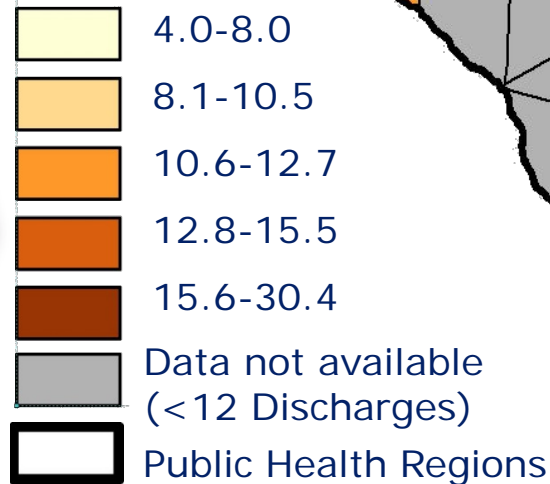 4.0-8.0
8.1-10.5
10.6-12.7
12.8-15.5
15.6-30.4
Data not available
(<12 Discharges)
Public Health Regions